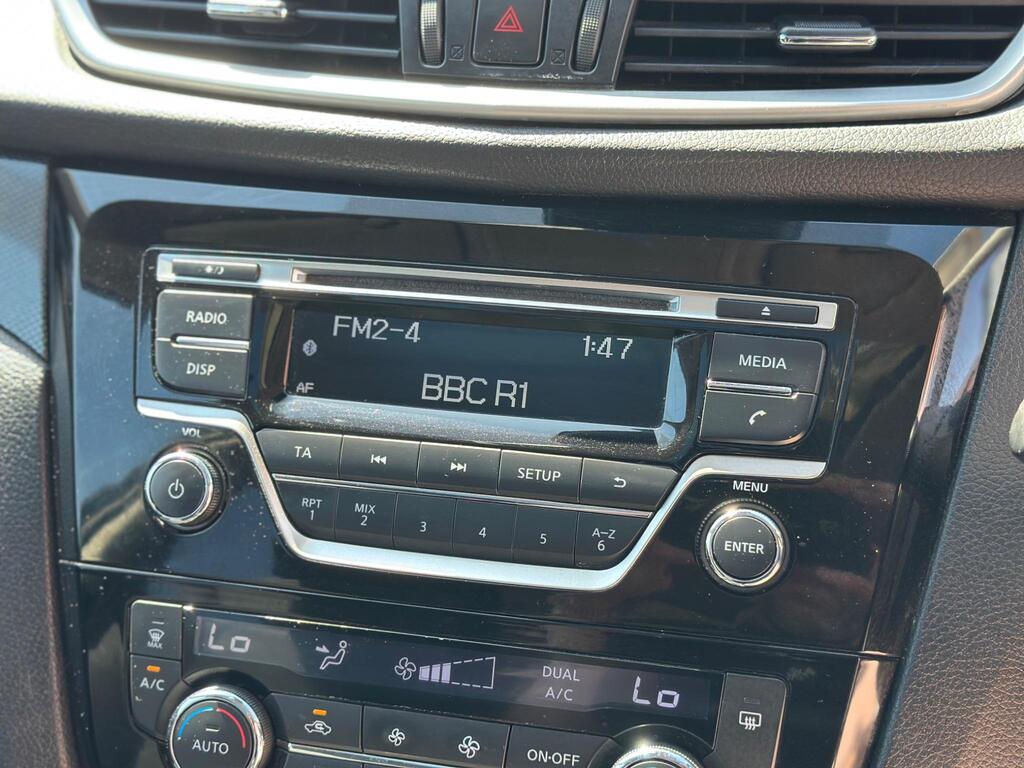 RADIO
DISP
FM2-4
1:47
AF
BBC R1
MEDIA
VOL
TA
SETUP
MENU
RPT
1
MIX
2
3
4
5
A-Z
6
ENTER
MAX
A/C
Lo
DUAL
A/C
Lo
AUTO
ON·OFF